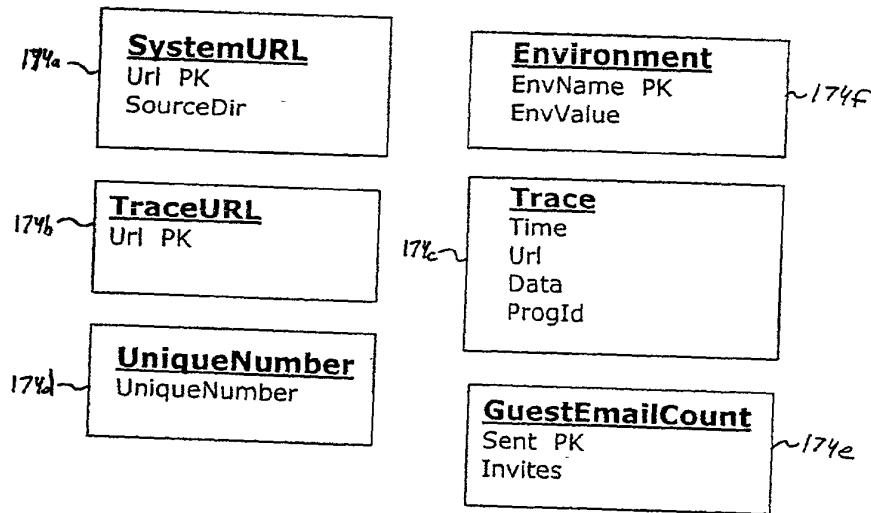 174a
SystemURL
Url PK
SourceDir
Environment
EnvName PK
EnvValue
174f
174b
TraceURL
Url PK
174c
Trace
Time
Url
Data
ProgId
174d
UniqueNumber
UniqueNumber
GuestEmailCount
Sent PK
Invites
174e